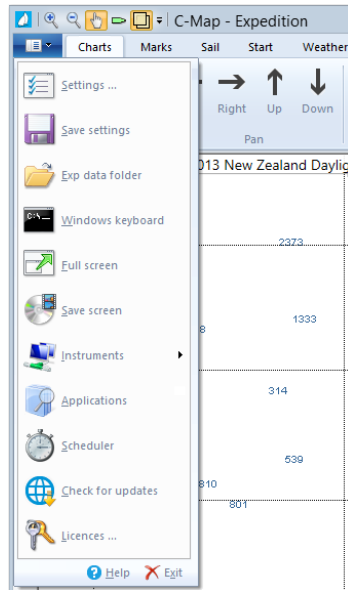 C-Map - Expedition
Charts Marks Sail Start Weather
Settings ...
Save settings
Exp data folder
C:\_
Windows keyboard
Full screen
Save screen
Instruments
Applications
Scheduler
Check for updates
Licences ...
Help Exit
Right Up Down
Pan
013 New Zealand Daylig
2373
1333
8
314
539
810
801